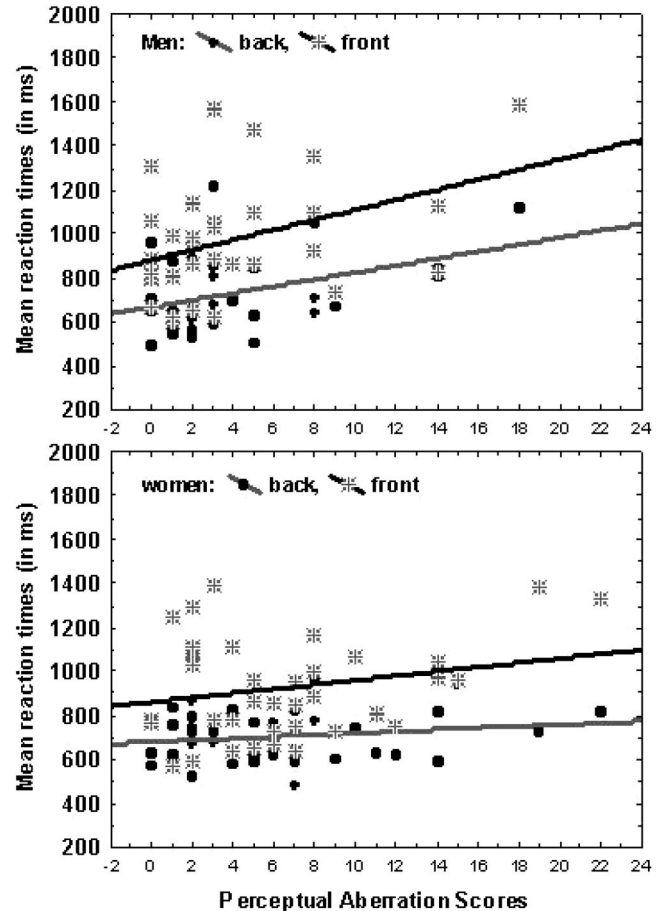 2000
Men: back, front
1800
1600
1400
1200
1000
800
600
400
200
-2 0 2 4 6 8 10 12 14 16 18 20 22 24
Mean reaction times (in ms)
2000
women: back, front
1800
1600
1400
1200
1000
800
600
400
200
-2 0 2 4 6 8 10 12 14 16 18 20 22 24
Mean reaction times (in ms)
Perceptual Aberration Scores